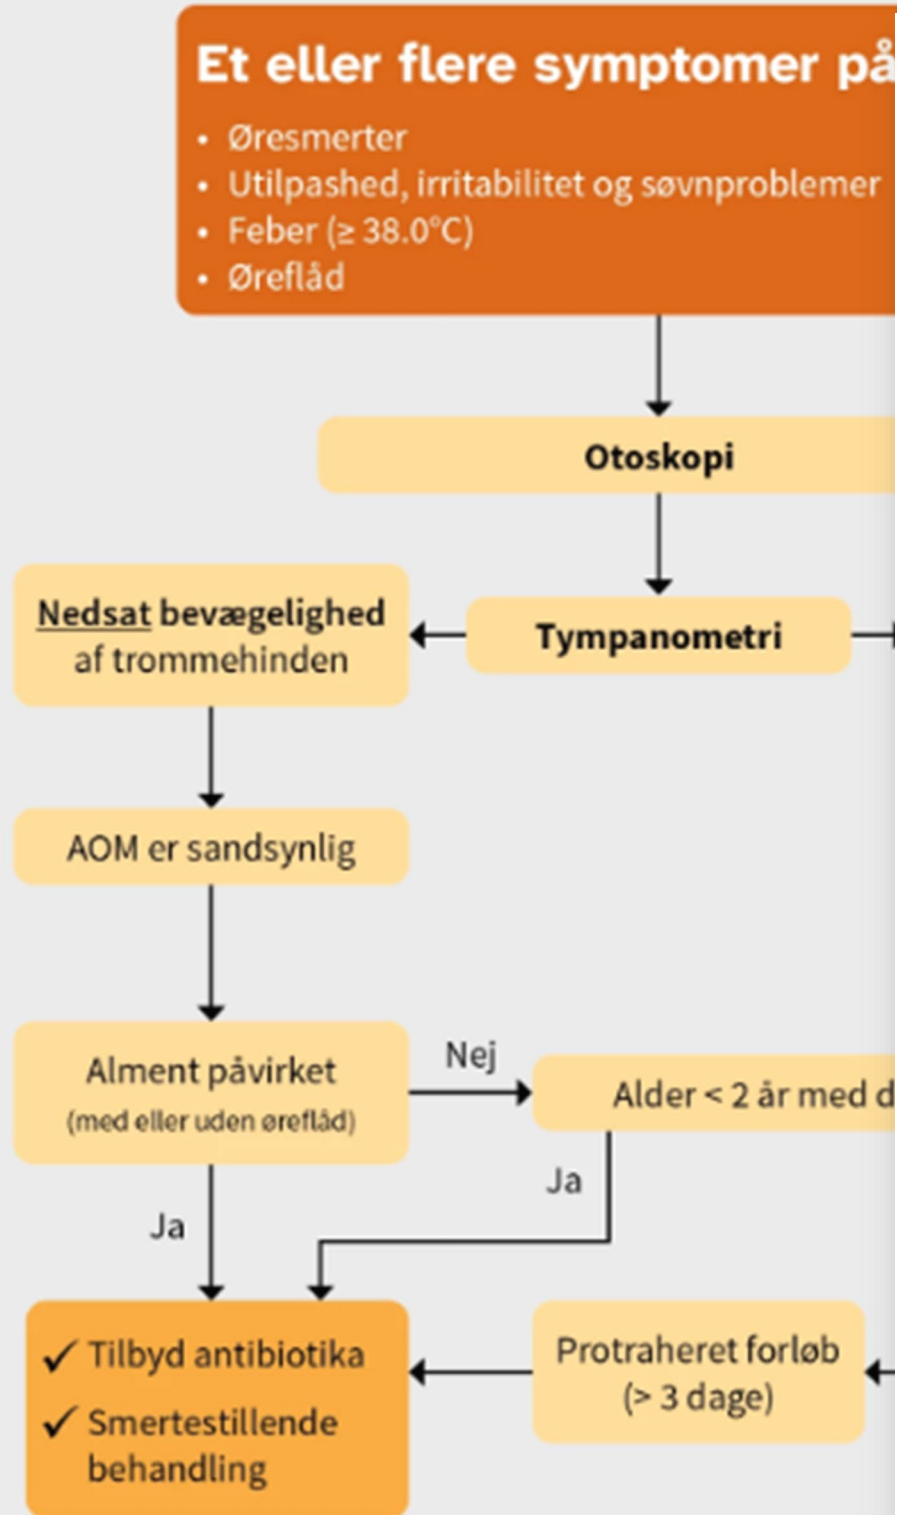 Et eller flere symptomer på
• Øresmerter
• Utilpashed, irritabilitet og søvnproblemer
• Feber (≥ 38.0°C)
• Øreflåd
Otoskopi
Nedsat bevægelighed
af trommehinden
Tympanometri
AOM er sandsynlig
Alment påvirket
(med eller uden øreflåd)
Nej
Alder < 2 år med d
Ja
Ja
✓ Tilbyd antibiotika
✓ Smertestillende
behandling
Protraheret forløb
(> 3 dage)